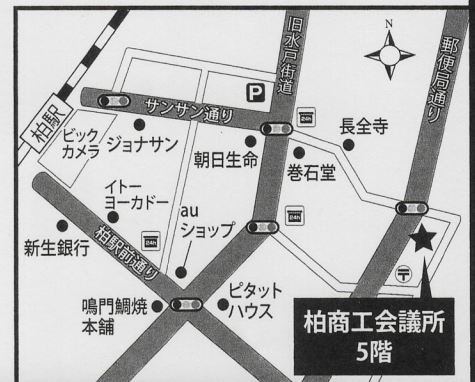 N
旧水戸街道
郵便局通り
P
サンサン通り
24h
柏駅
ビック
カメラ
ジョナサン
朝日生命
長全寺
巻石堂
イトー
ヨーカドー
au
ショップ
24h
24h
新生銀行
柏駅前通り
〒
鳴門鯛焼
本舗
ピタット
ハウス
柏商工会議所
5階